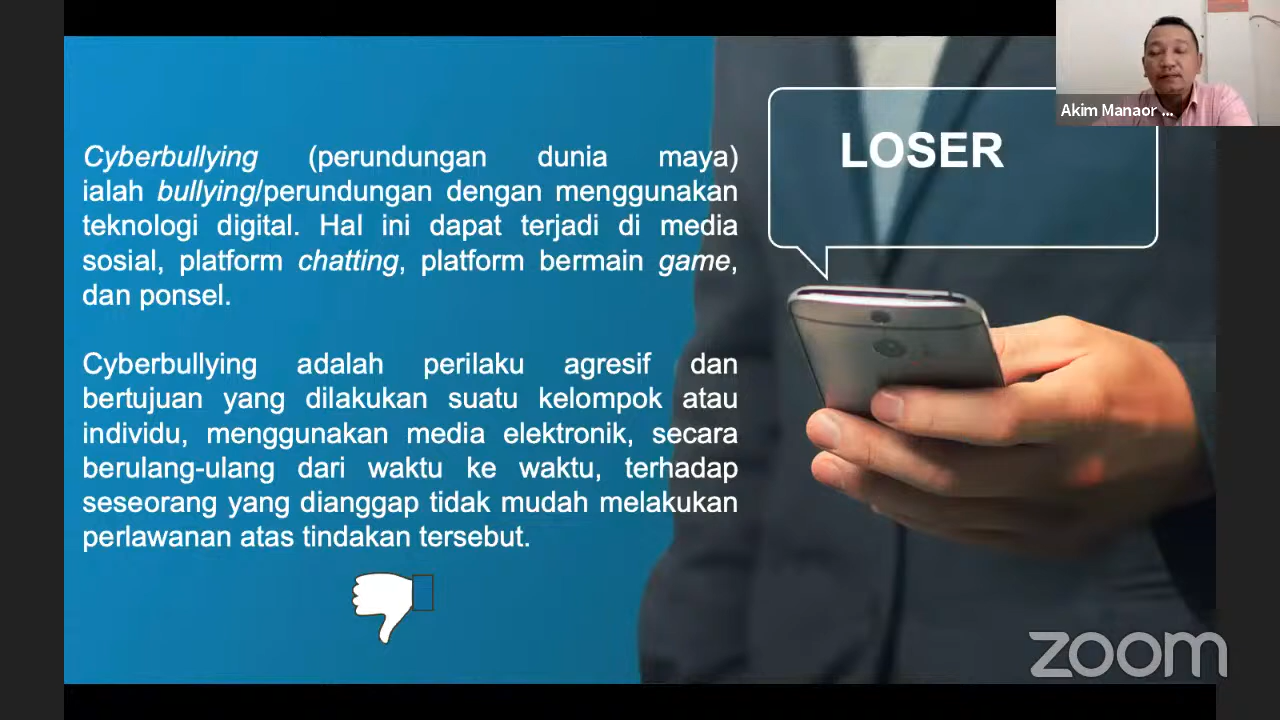 Akim Manaor ...
LOSER
Cyberbullying (perundungan dunia maya)
ialah bullying/perundungan dengan menggunakan
teknologi digital. Hal ini dapat terjadi di media
sosial, platform chatting, platform bermain game,
dan ponsel.
Cyberbullying adalah perilaku agresif dan
bertujuan yang dilakukan suatu kelompok atau
individu, menggunakan media elektronik, secara
berulang-ulang dari waktu ke waktu, terhadap
seseorang yang dianggap tidak mudah melakukan
perlawanan atas tindakan tersebut.
zoom